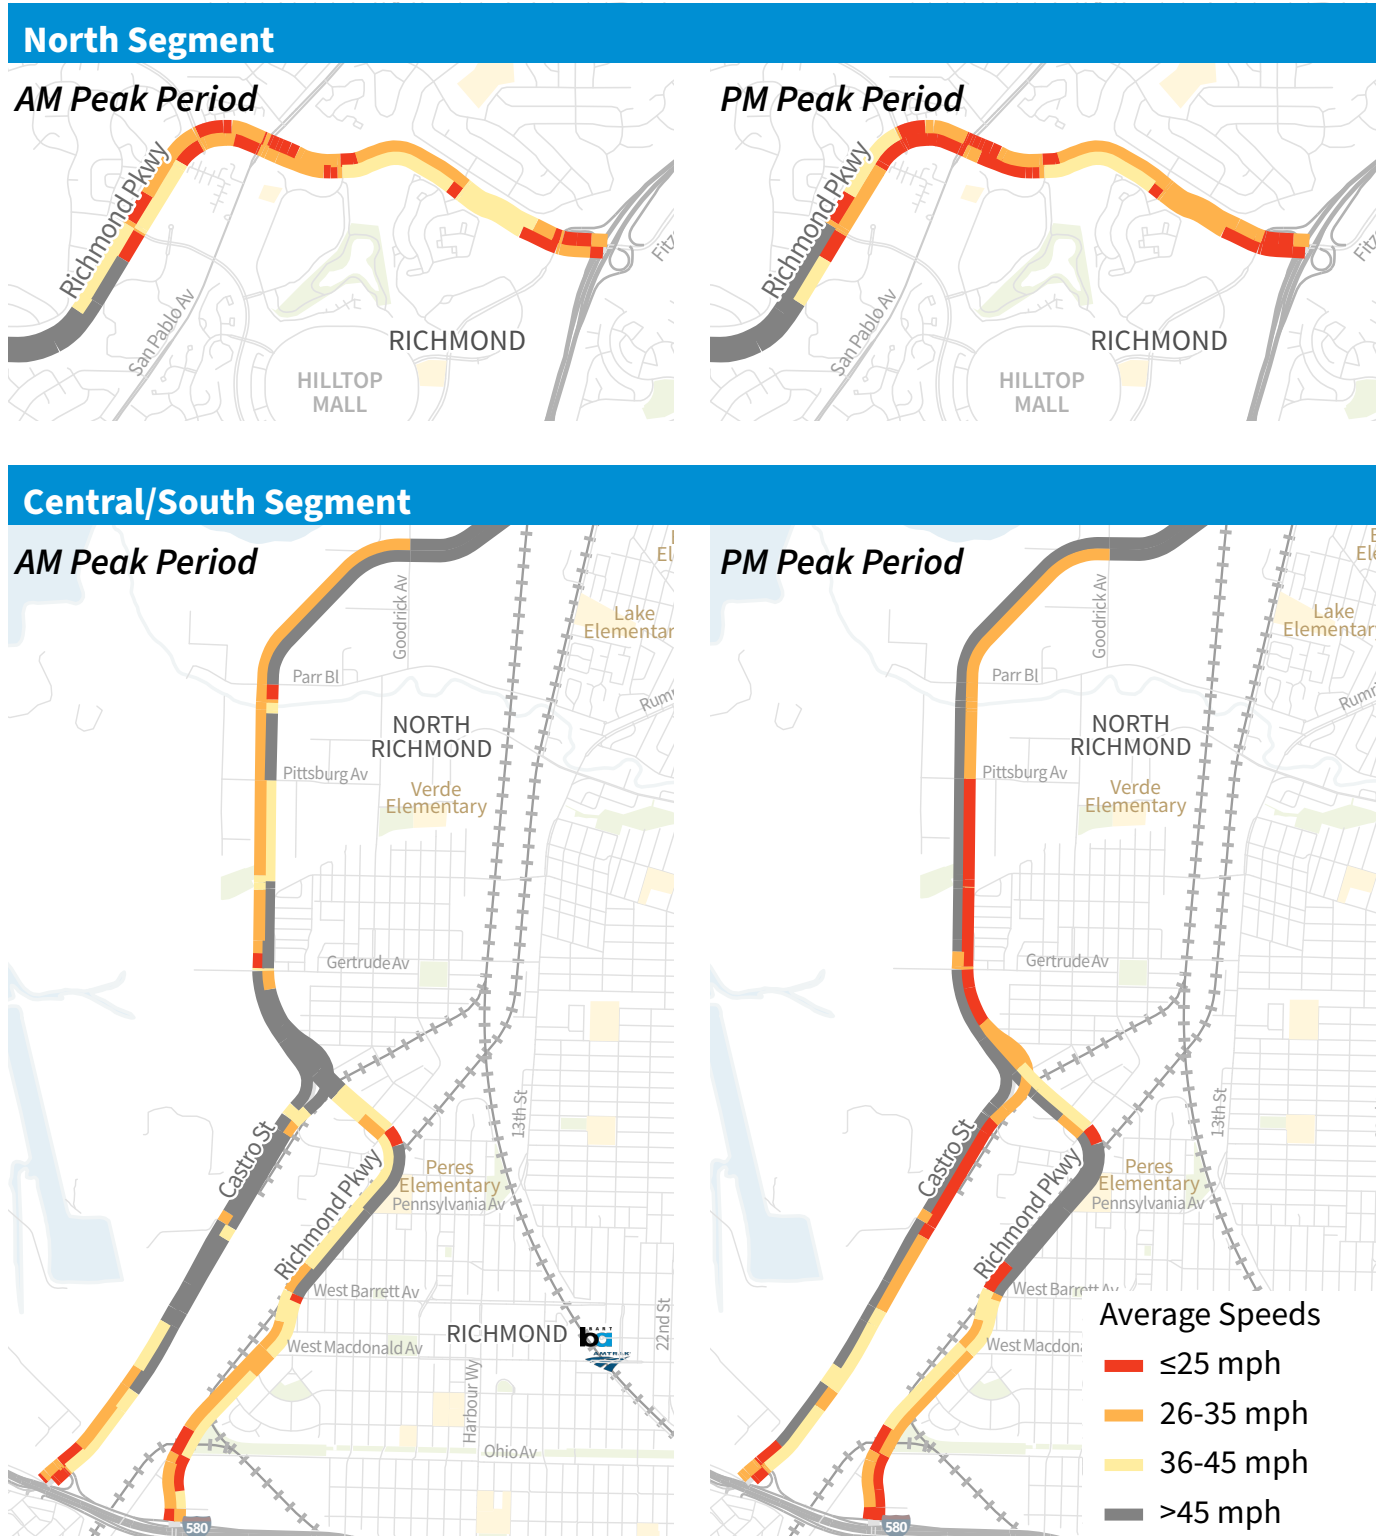 North Segment
AM Peak Period
Richmond Pkwy
San Pablo Av
RICHMOND
HILLTOP
MALL
PM Peak Period
Richmond Pkwy
San Pablo Av
RICHMOND
HILLTOP
MALL
Central/South Segment
AM Peak Period
Goodrick Av
Lake
Elementar
Parr Bl
NORTH
RICHMOND
Pittsburg Av
Verde
Elementary
Gertrude Av
13th St
Castro St
Richmond Pkwy
Peres
Elementary
Pennsylvania Av
West Barrett Av
RICHMOND
22nd St
West Macdonald Av
Harbour Wy
Ohio Av
580
PM Peak Period
Goodrick Av
Lake
Elementar
Parr Bl
NORTH
RICHMOND
Pittsburg Av
Verde
Elementary
Gertrude Av
13th St
Castro St
Richmond Pkwy
Peres
Elementary
Pennsylvania Av
West Barrett Av
West Macdona
580
Average Speeds
≤25 mph
26-35 mph
36-45 mph
>45 mph